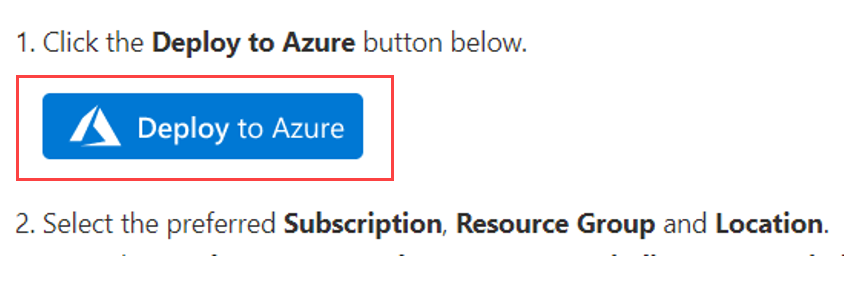 1. Click the Deploy to Azure button below.
Deploy to Azure
2. Select the preferred Subscription, Resource Group and Location.